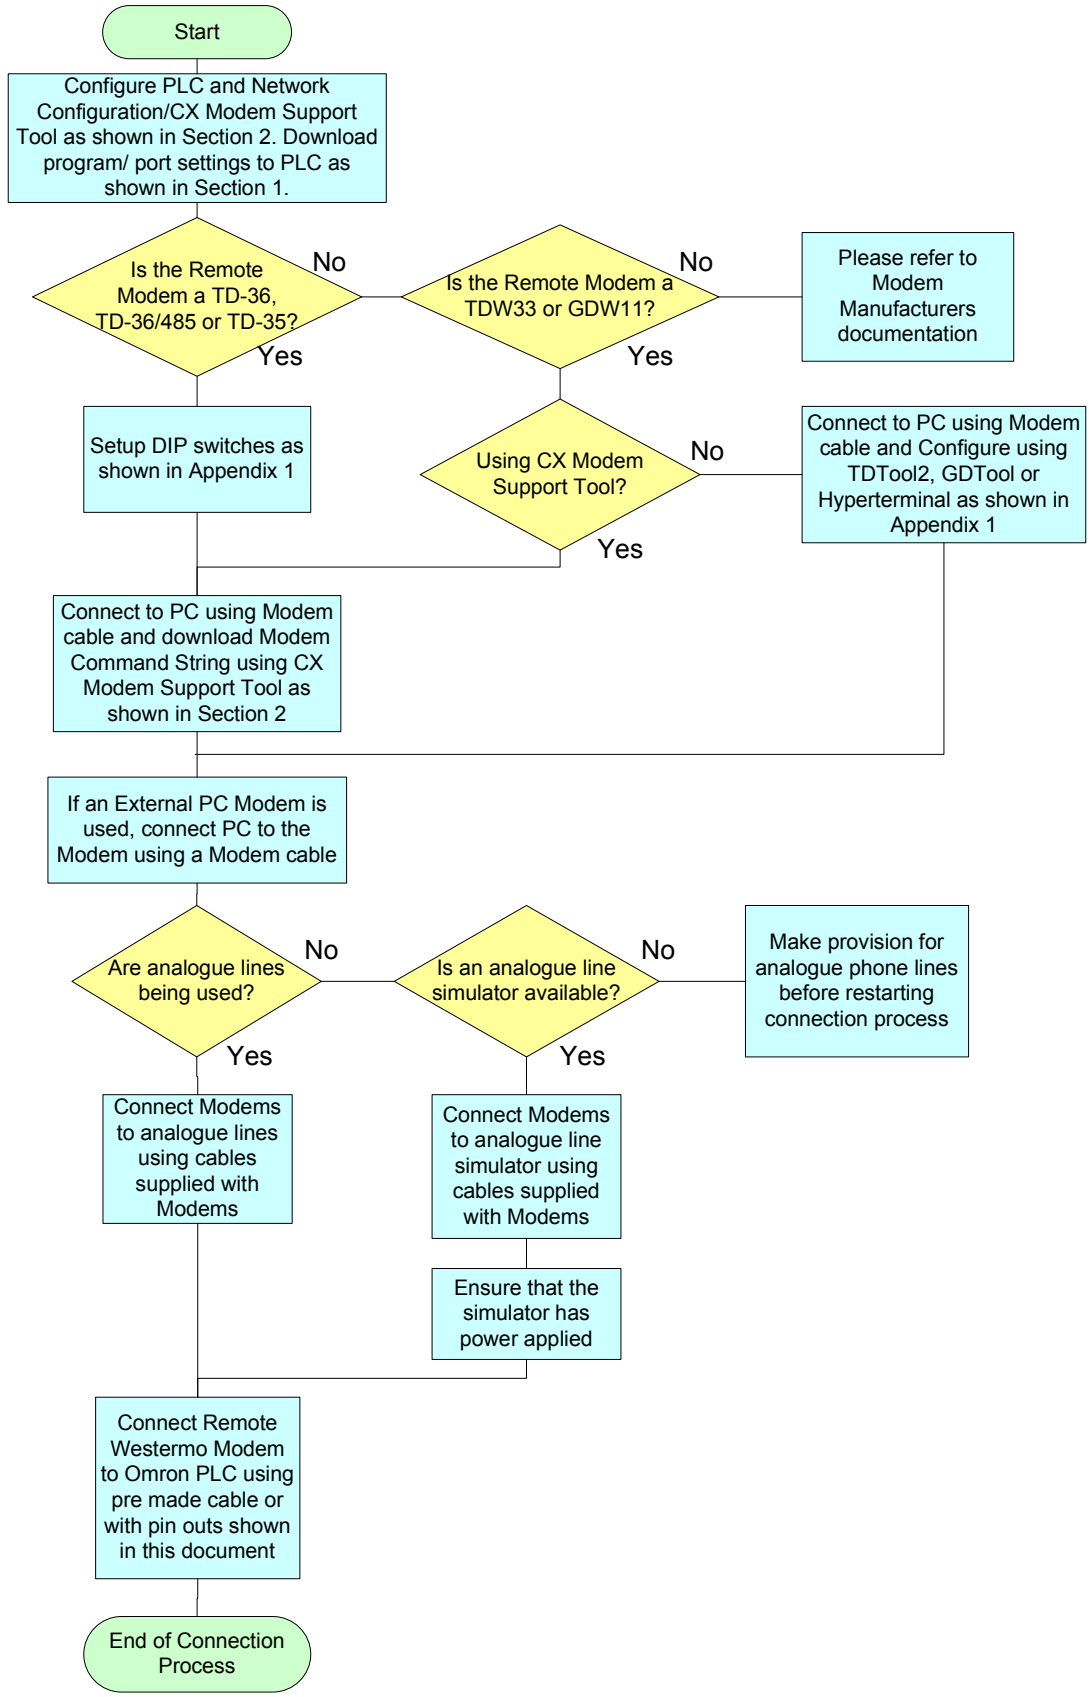 Start
Configure PLC and Network
Configuration/CX Modem Support
Tool as shown in Section 2. Download
program/ port settings to PLC as
shown in Section 1.
Is the Remote
Modem a TD-36,
TD-36/485 or TD-35?
No
Yes
Is the Remote Modem a
TDW33 or GDW11?
No
Yes
Please refer to
Modem
Manufacturers
documentation
Setup DIP switches as
shown in Appendix 1
Using CX Modem
Support Tool?
No
Yes
Connect to PC using Modem
cable and Configure using
TDTool2, GDTool or
Hyperterminal as shown in
Appendix 1
Connect to PC using Modem
cable and download Modem
Command String using CX
Modem Support Tool as
shown in Section 2
If an External PC Modem is
used, connect PC to the
Modem using a Modem cable
Are analogue lines
being used?
No
Yes
Is an analogue line
simulator available?
No
Yes
Make provision for
analogue phone lines
before restarting
connection process
Connect Modems
to analogue lines
using cables
supplied with
Modems
Connect Modems
to analogue line
simulator using
cables supplied
with Modems
Ensure that the
simulator has
power applied
Connect Remote
Westermo Modem
to Omron PLC using
pre made cable or
with pin outs shown
in this document
End of Connection
Process